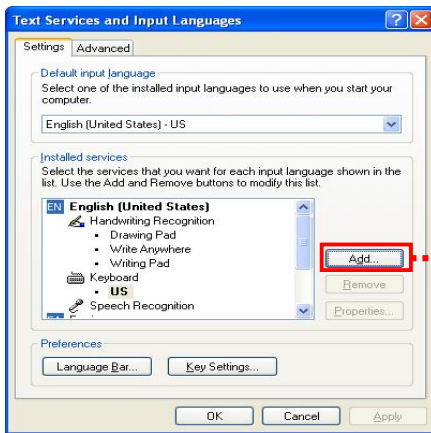 Text Services and Input Languages
Settings Advanced
Default input language
Select one of the installed input languages to use when you start your
computer.
English (United States) - US
Installed services
Select the services that you want for each input language shown in the
list. Use the Add and Remove buttons to modify this list.
EN English (United States)
Handwriting Recognition
• Drawing Pad
• Write Anywhere
• Writing Pad
Keyboard
• US
Speech Recognition
Add...
Remove
Properties...
Preferences
Language Bar... Key Settings...
OK Cancel Apply